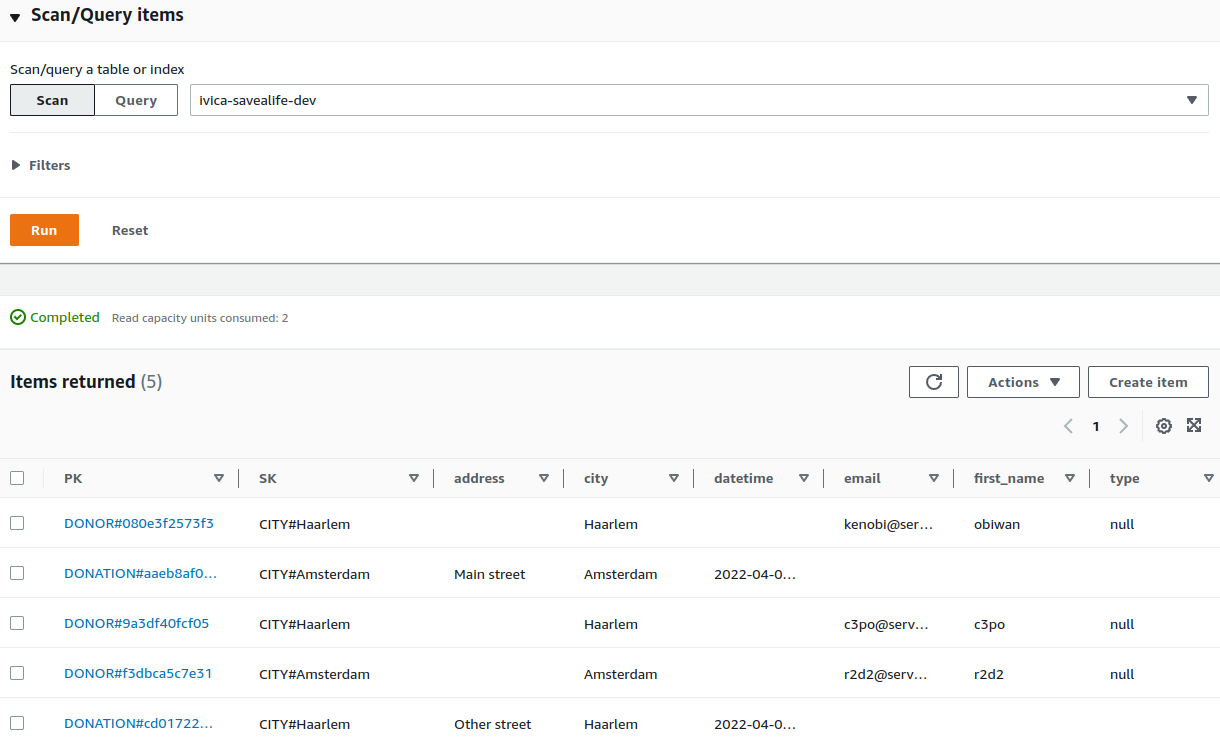 Scan/Query items
Scan/query a table or index
Scan Query ivica-savealife-dev
Filters
Run Reset
Completed Read capacity units consumed: 2
Items returned (5) Actions Create item
1
PK SK address city datetime email first_name type
DONOR#080e3f2573f3 CITY#Haarlem Haarlem kenobi@ser... obiwan null
DONATION#aaeb8af0... CITY#Amsterdam Main street Amsterdam 2022-04-0...
DONOR#9a3df40fcf05 CITY#Haarlem Haarlem c3po@serv... c3po null
DONOR#f3dbca5c7e31 CITY#Amsterdam Amsterdam r2d2@serv... r2d2 null
DONATION#cd01722... CITY#Haarlem Other street Haarlem 2022-04-0...